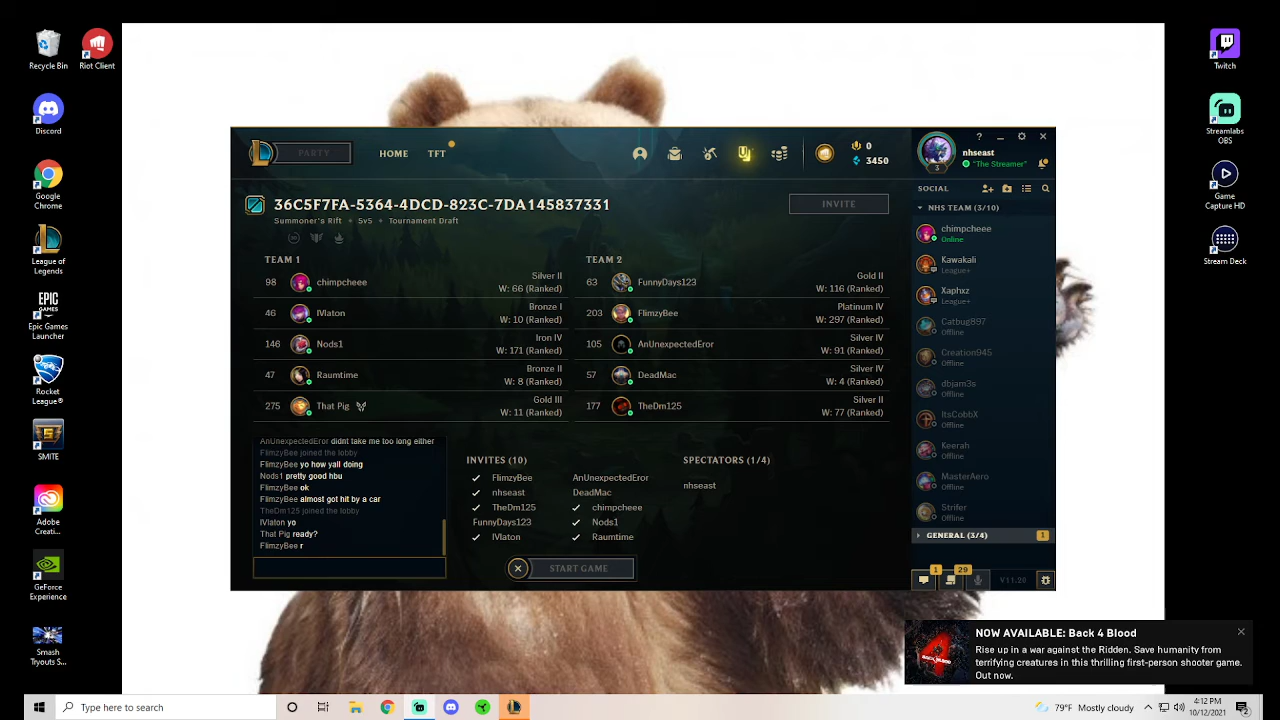 Recycle Bin
Riot Client
Discord
Google
Chrome
League of
Legends
EPIC
GAMES
Epic Games
Launcher
Rocket
League®
SMITE
Adobe
Creati...
GeForce
Experience
Smash
Tryouts S...
Twitch
Streamlabs
OBS
Game
Capture HD
Stream Deck
PARTY
HOME
TFT
0
3450
36C5F7FA-5364-4DCD-823C-7DA145837331
Summoner's Rift • 5v5 • Tournament Draft
INVITE
TEAM 1
98 chimpcheee Silver II
W: 66 (Ranked)
46 IVlaton Bronze I
W: 10 (Ranked)
146 Nods1 Iron IV
W: 171 (Ranked)
47 Raumtime Bronze II
W: 8 (Ranked)
275 That Pig Gold III
W: 11 (Ranked)
TEAM 2
63 FunnyDays123 Gold II
W: 116 (Ranked)
203 FlimzyBee Platinum IV
W: 297 (Ranked)
105 AnUnexpectedEror Silver IV
W: 91 (Ranked)
57 DeadMac Silver IV
W: 4 (Ranked)
177 TheDm125 Silver II
W: 77 (Ranked)
AnUnexpectedEror didnt take me too long either
FlimzyBee joined the lobby
FlimzyBee yo how yall doing
Nods1 pretty good hbu
FlimzyBee ok
FlimzyBee almost got hit by a car
TheDm125 joined the lobby
IVlaton yo
That Pig ready?
FlimzyBee r
INVITES (10)
FlimzyBee AnUnexpectedEror
nhseast DeadMac
TheDm125 chimpcheee
FunnyDays123 Nods1
IVlaton Raumtime
SPECTATORS (1/4)
nhseast
START GAME
nhseast
3
"The Streamer"
SOCIAL
NHS TEAM (3/10)
chimpcheee
Online
Kawakali
League+
Xaphxz
League+
Catbug897
Offline
Creation945
Offline
dbjam3s
Offline
ItsCobbX
Offline
Keerah
Offline
MasterAero
Offline
Strifer
Offline
GENERAL (3/4) 1
1 29 V11.20
BACK 4 BLOOD
NOW AVAILABLE: Back 4 Blood
Rise up in a war against the Ridden. Save humanity from
terrifying creatures in this thrilling first-person shooter game.
Out now.
Type here to search
79°F Mostly cloudy
4:12 PM
10/12/2021
2